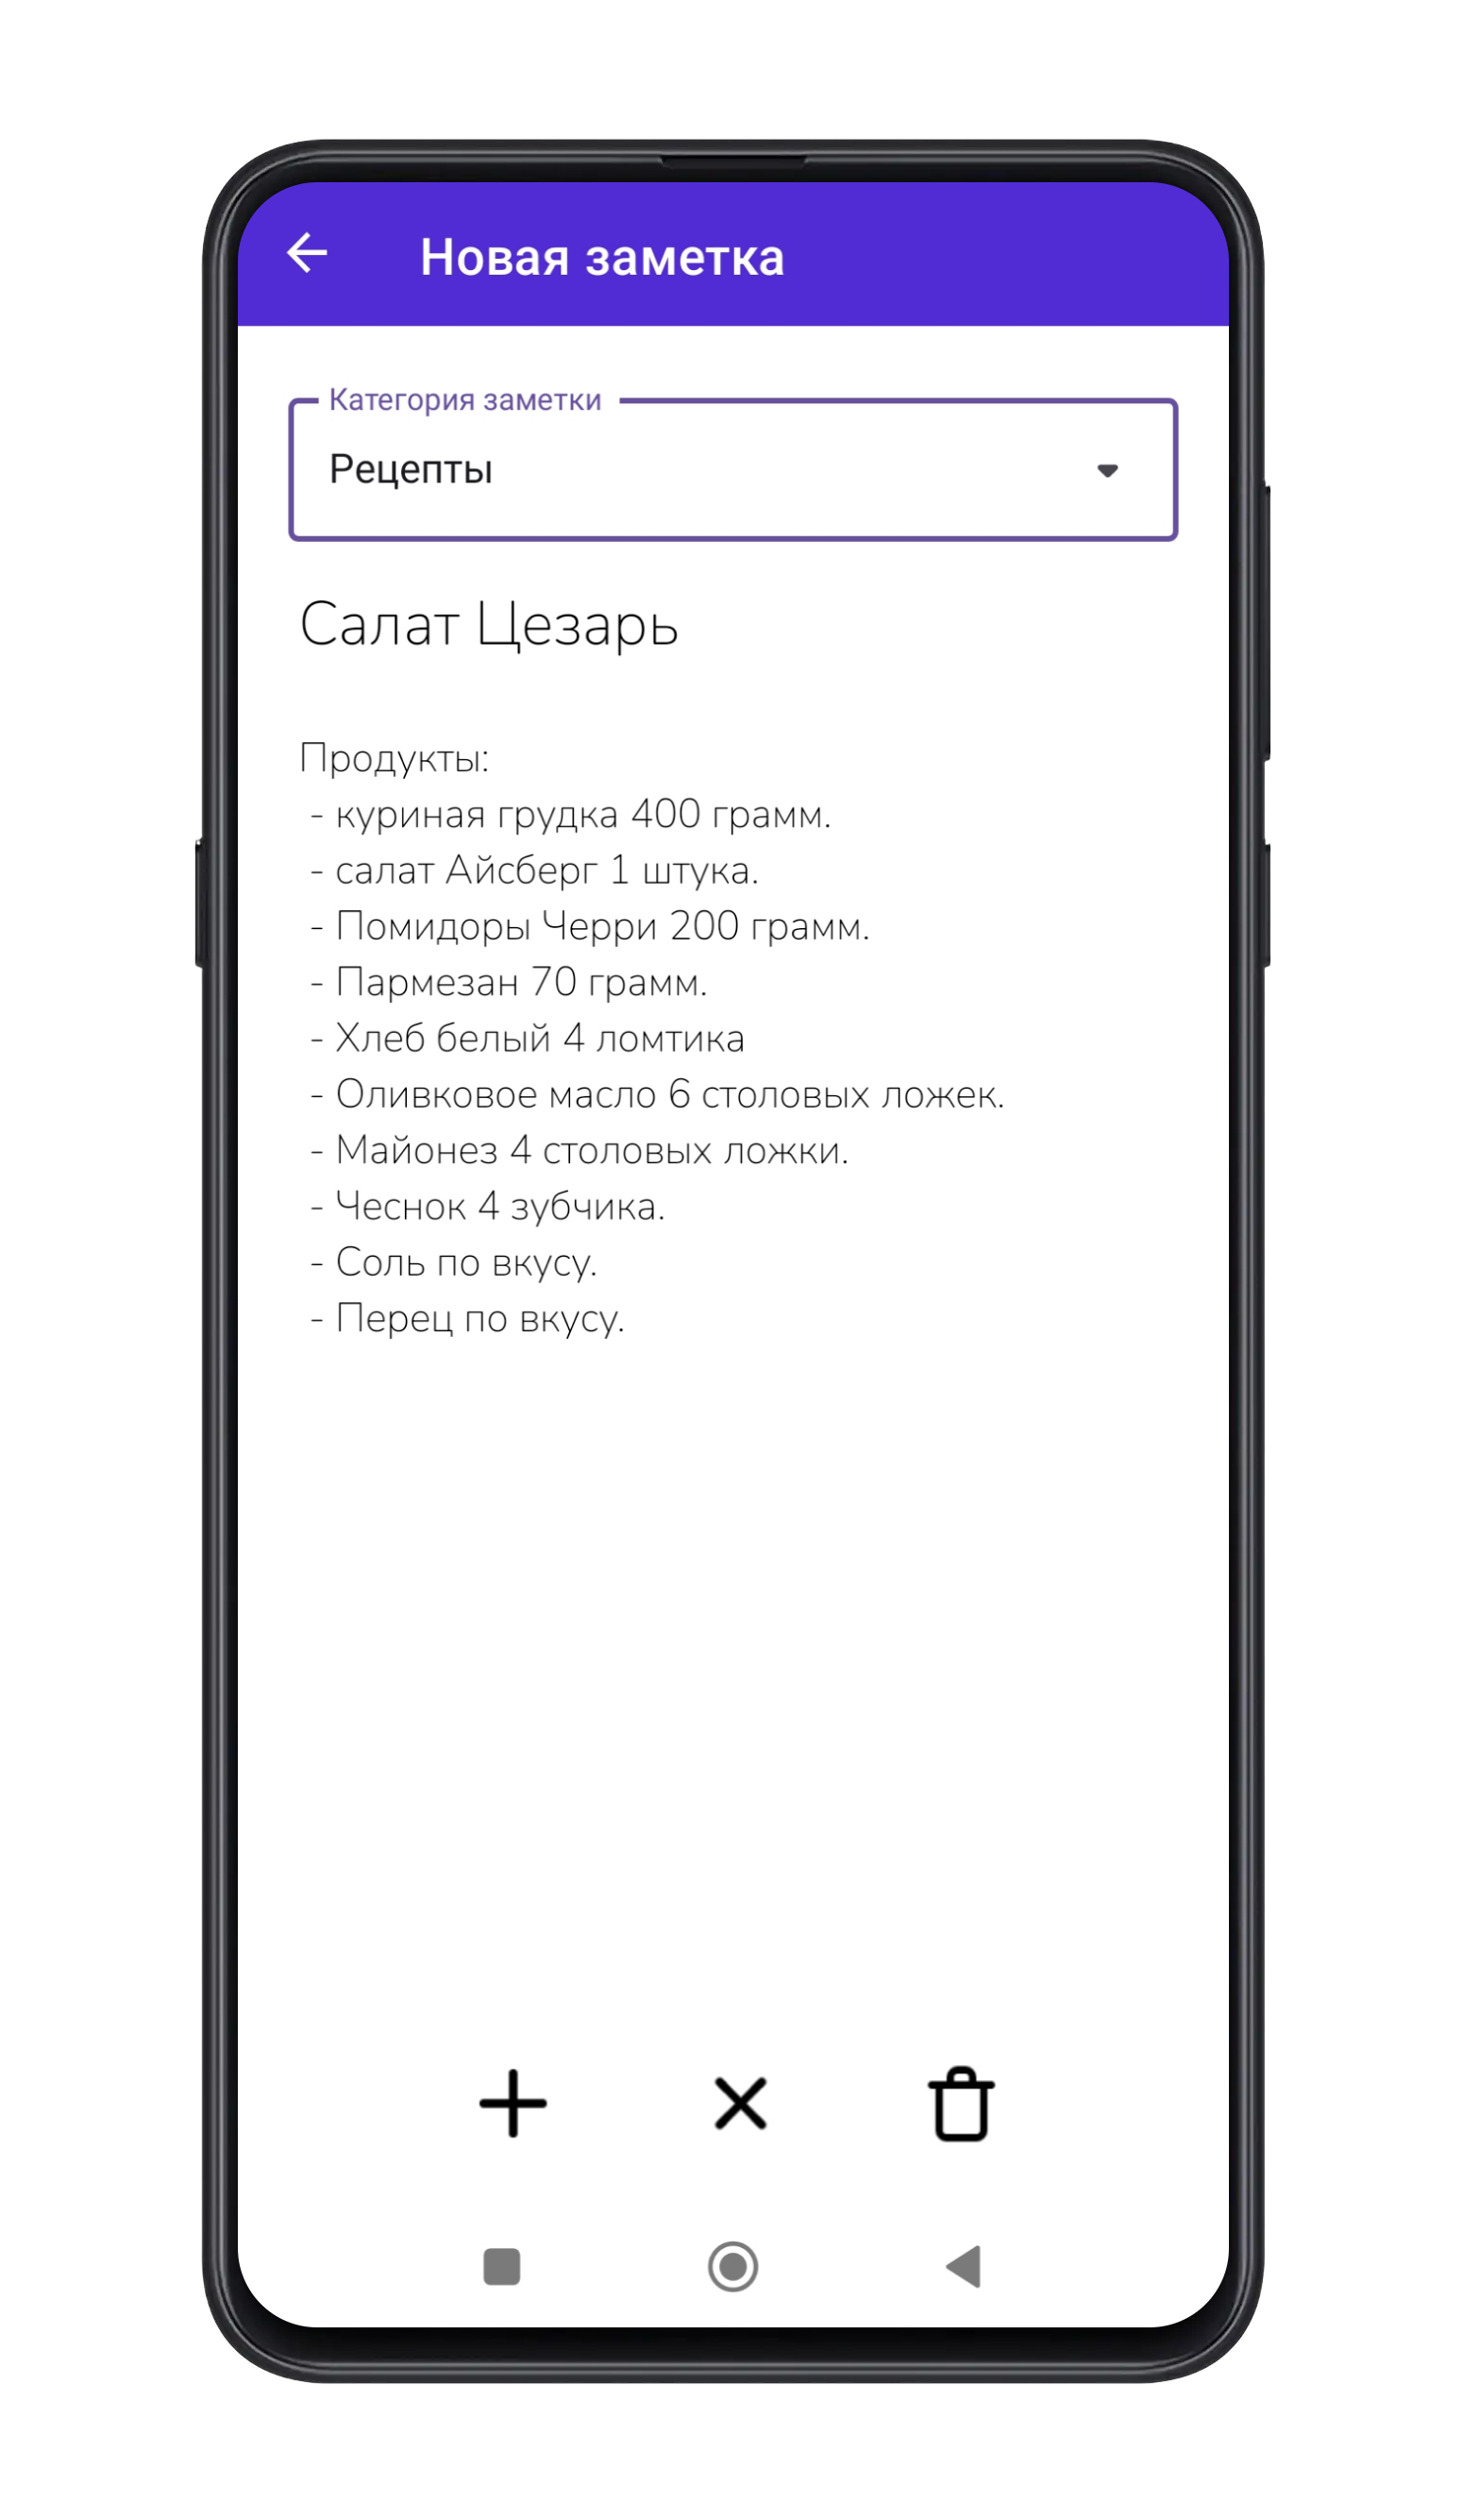 Новая заметка
Категория заметки
Рецепты
Салат Цезарь
Продукты:
- куриная грудка 400 грамм.
- салат Айсберг 1 штука.
- Помидоры Черри 200 грамм.
- Пармезан 70 грамм.
- Хлеб белый 4 ломтика
- Оливковое масло 6 столовых ложек.
- Майонез 4 столовых ложки.
- Чеснок 4 зубчика.
- Соль по вкусу.
- Перец по вкусу.